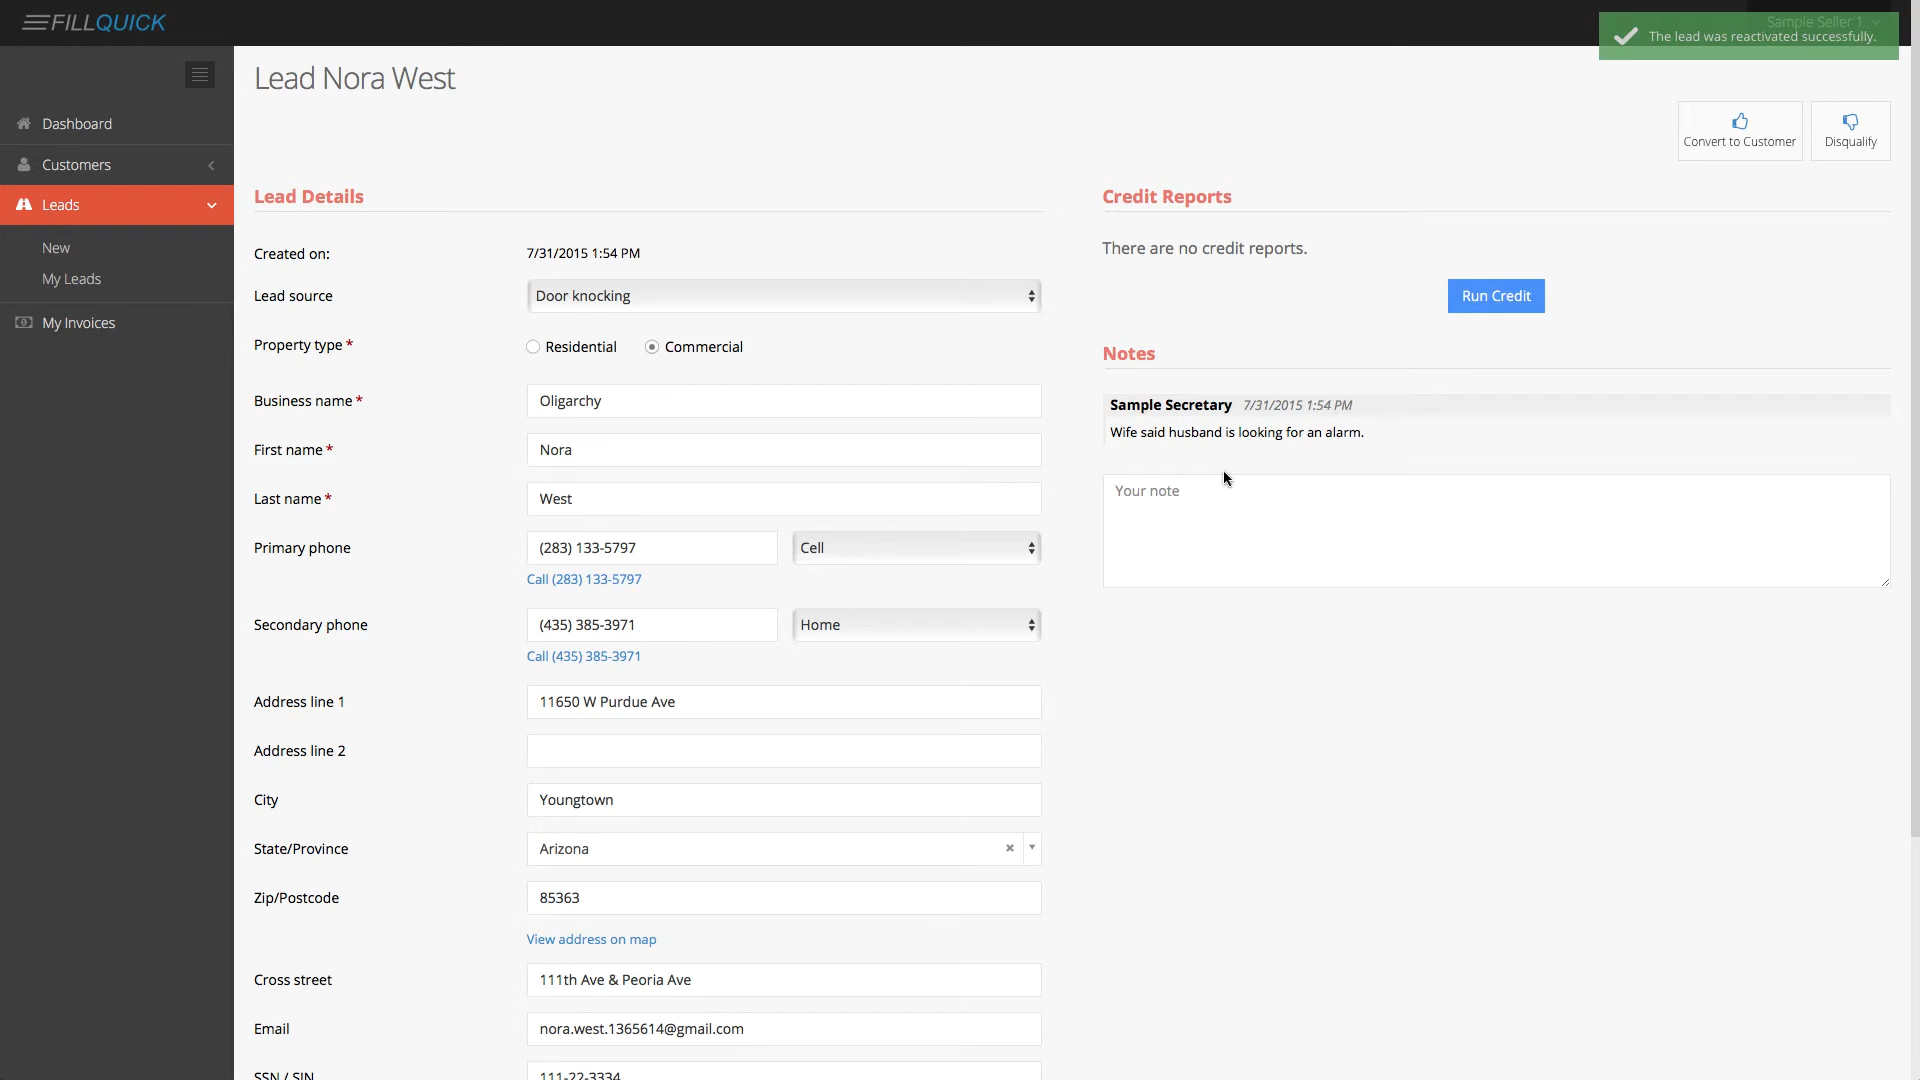 FILLQUICK
Sample Seller 1
The lead was reactivated successfully.
Lead Nora West
Convert to Customer
Disqualify
Dashboard
Customers
Leads
New
My Leads
My Invoices
Lead Details
Created on: 7/31/2015 1:54 PM
Lead source Door knocking
Property type * Residential Commercial
Business name * Oligarchy
First name * Nora
Last name * West
Primary phone (283) 133-5797 Cell
Call (283) 133-5797
Secondary phone (435) 385-3971 Home
Call (435) 385-3971
Address line 1 11650 W Purdue Ave
Address line 2
City Youngtown
State/Province Arizona
Zip/Postcode 85363
View address on map
Cross street 111th Ave & Peoria Ave
Email nora.west.1365614@gmail.com
SSN / SIN 111-22-3334
Credit Reports
There are no credit reports.
Run Credit
Notes
Sample Secretary 7/31/2015 1:54 PM
Wife said husband is looking for an alarm.
Your note